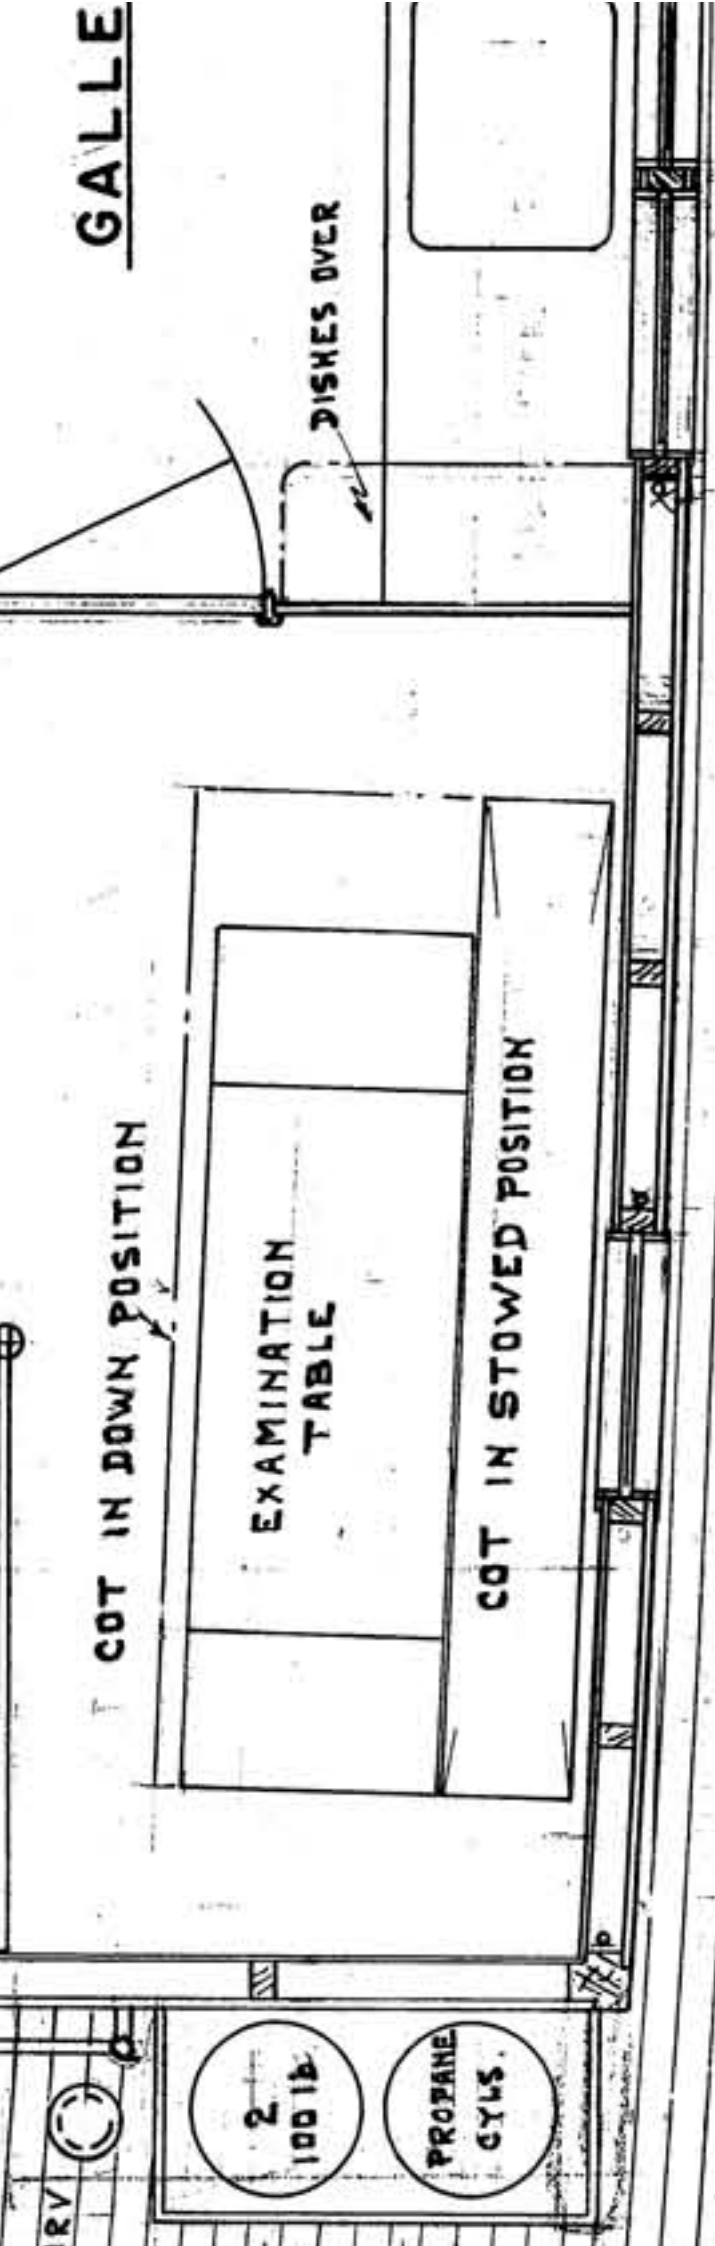 GALLE
DISHES OVER
COT IN DOWN POSITION
EXAMINATION
TABLE
COT IN STOWED POSITION
2
100 lb
PROPANE
CYLS.
RV